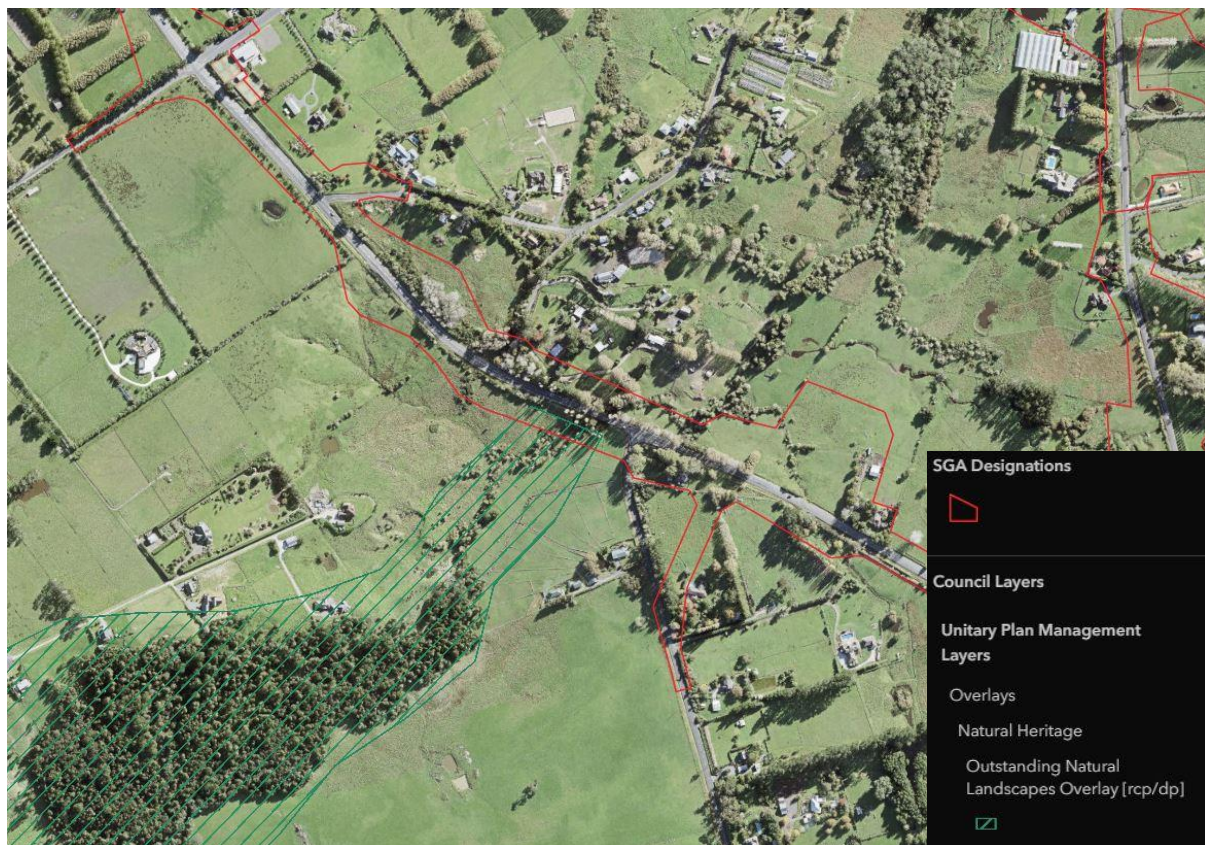 SGA Designations
Council Layers
Unitary Plan Management
Layers
Overlays
Natural Heritage
Outstanding Natural
Landscapes Overlay [rcp/dp]